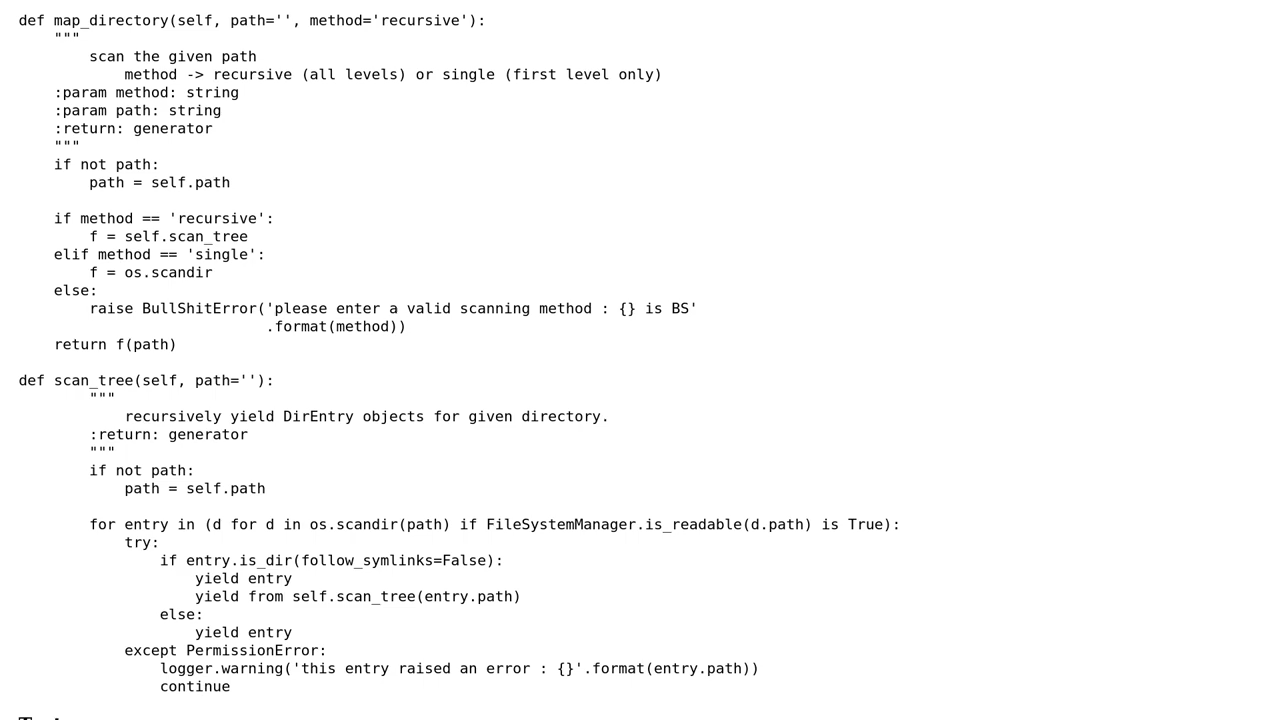 def map_directory(self, path='', method='recursive'):
    """
        scan the given path
            method -> recursive (all levels) or single (first level only)
    :param method: string
    :param path: string
    :return: generator
    """
    if not path:
        path = self.path

    if method == 'recursive':
        f = self.scan_tree
    elif method == 'single':
        f = os.scandir
    else:
        raise BullShitError('please enter a valid scanning method : {} is BS'
                            .format(method))
    return f(path)

def scan_tree(self, path=''):
        """
            recursively yield DirEntry objects for given directory.
        :return: generator
        """
        if not path:
            path = self.path

        for entry in (d for d in os.scandir(path) if FileSystemManager.is_readable(d.path) is True):
            try:
                if entry.is_dir(follow_symlinks=False):
                    yield entry
                    yield from self.scan_tree(entry.path)
                else:
                    yield entry
            except PermissionError:
                logger.warning('this entry raised an error : {}'.format(entry.path))
                continue